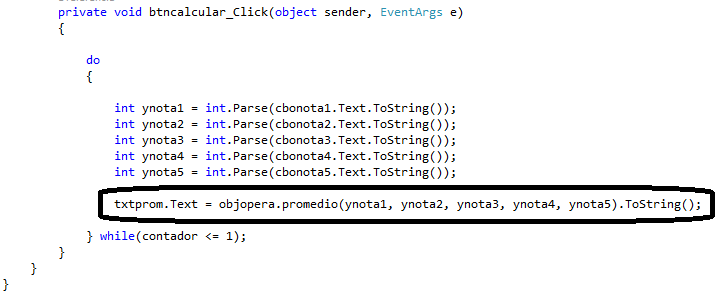 private void btncalcular_Click(object sender, EventArgs e)
{
do
{
int ynota1 = int.Parse(cbonota1.Text.ToString());
int ynota2 = int.Parse(cbonota2.Text.ToString());
int ynota3 = int.Parse(cbonota3.Text.ToString());
int ynota4 = int.Parse(cbonota4.Text.ToString());
int ynota5 = int.Parse(cbonota5.Text.ToString());
txtprom.Text = objopera.promedio(ynota1, ynota2, ynota3, ynota4, ynota5).ToString();
} while(contador <= 1);
}
}
}